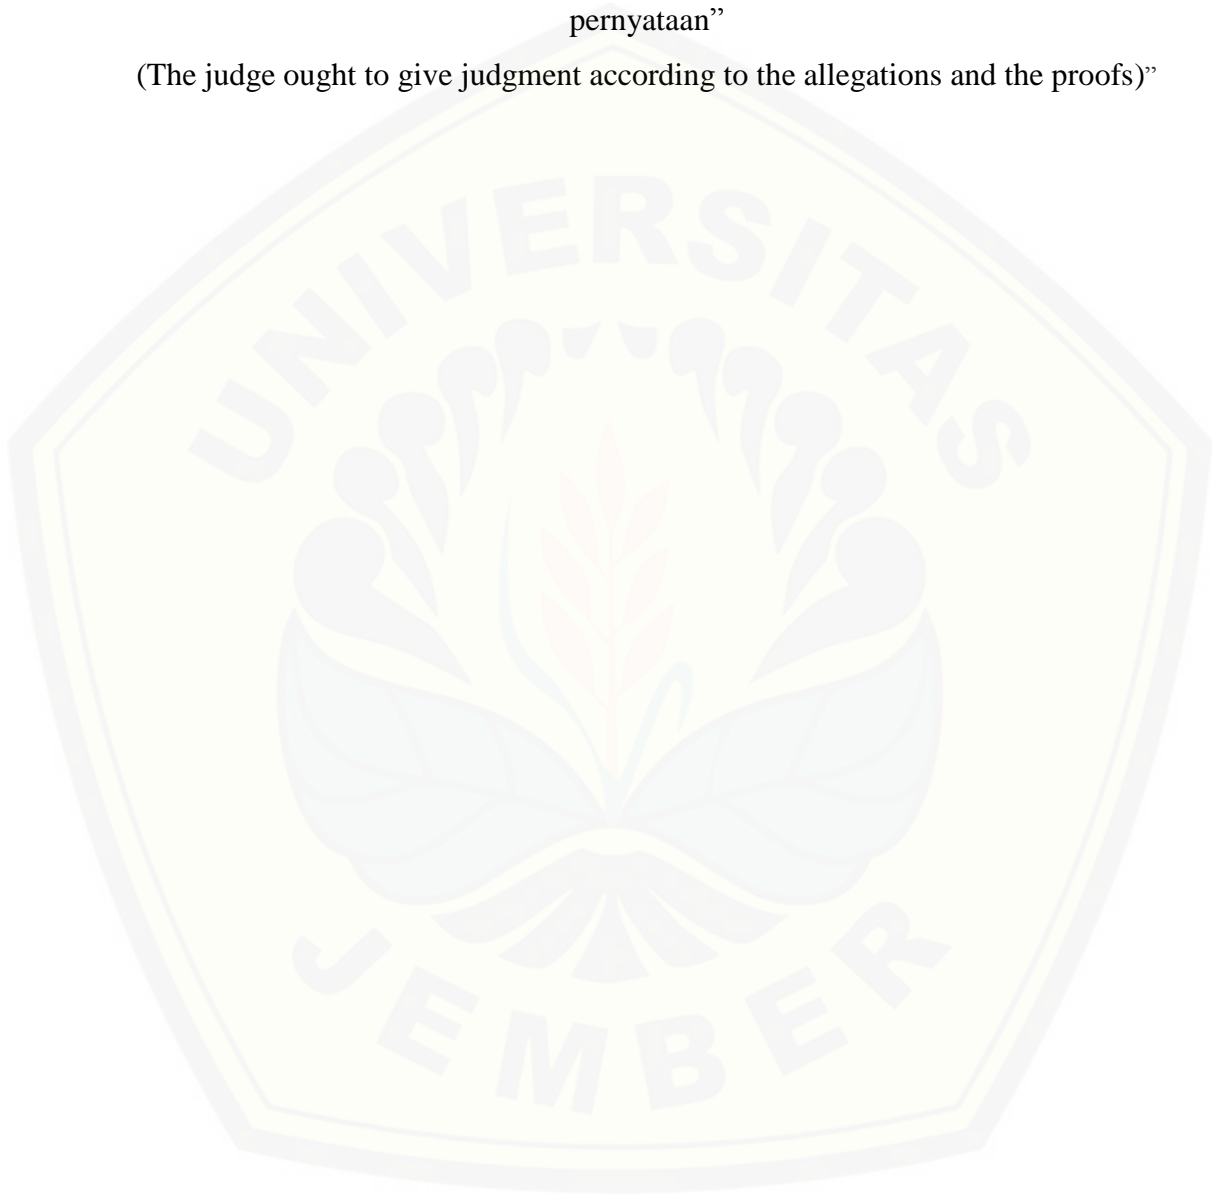 pernyataan”
(The judge ought to give judgment according to the allegations and the proofs)”
UNIVERSITAS
JEMBER